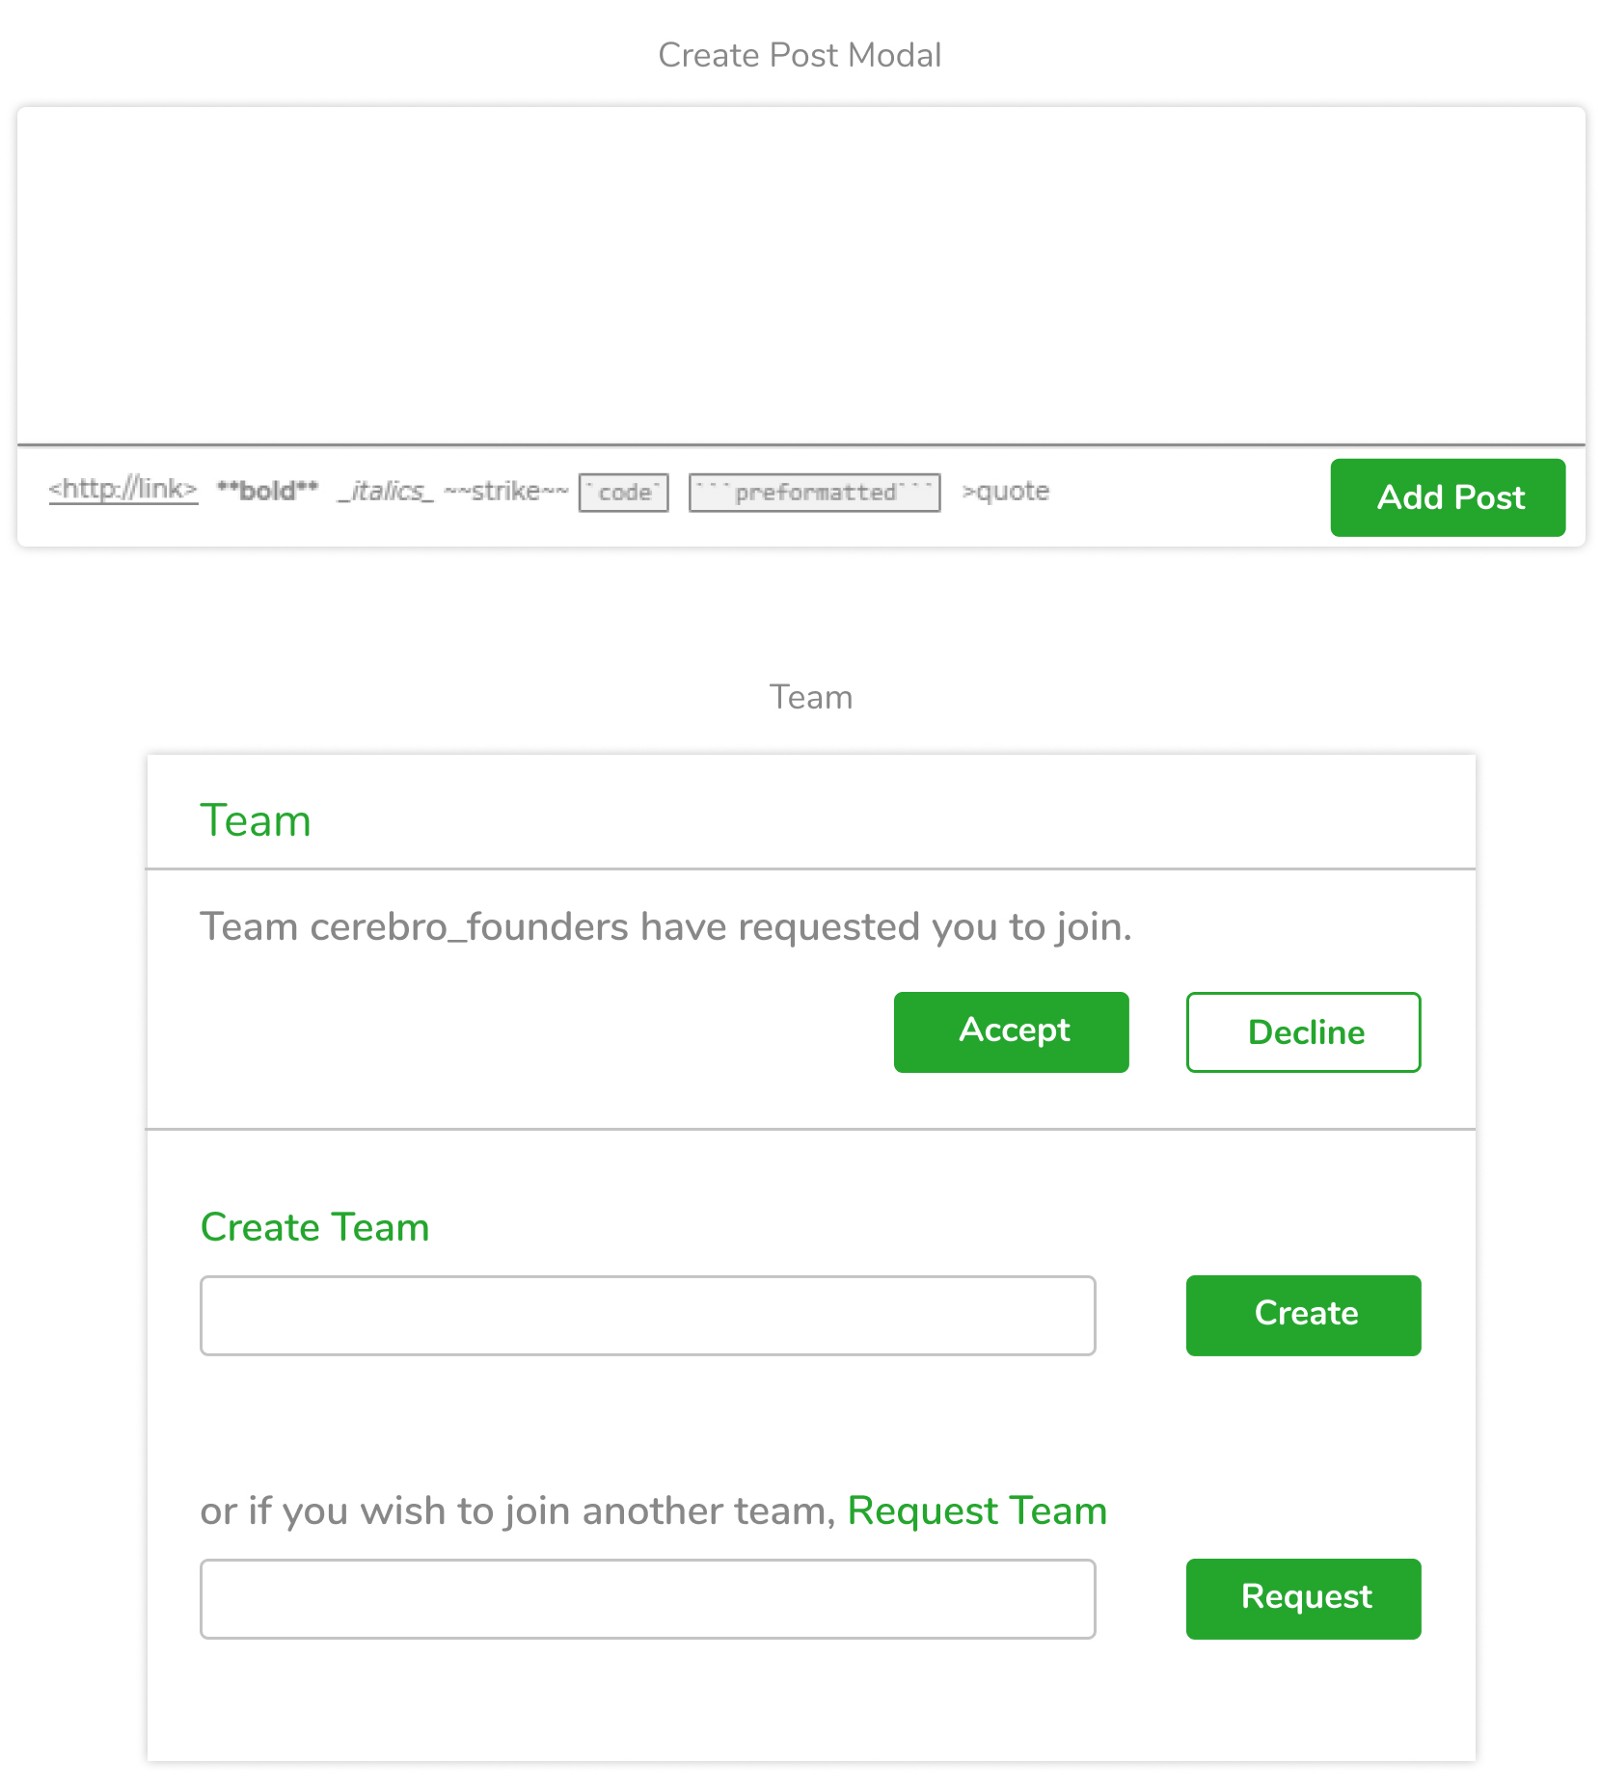 Create Post Modal
<http://link> **bold** _italics_ ~~strike~~ `code` ```preformatted``` >quote Add Post
Team
Team
Team cerebro_founders have requested you to join.
Accept Decline
Create Team
Create
or if you wish to join another team, Request Team
Request